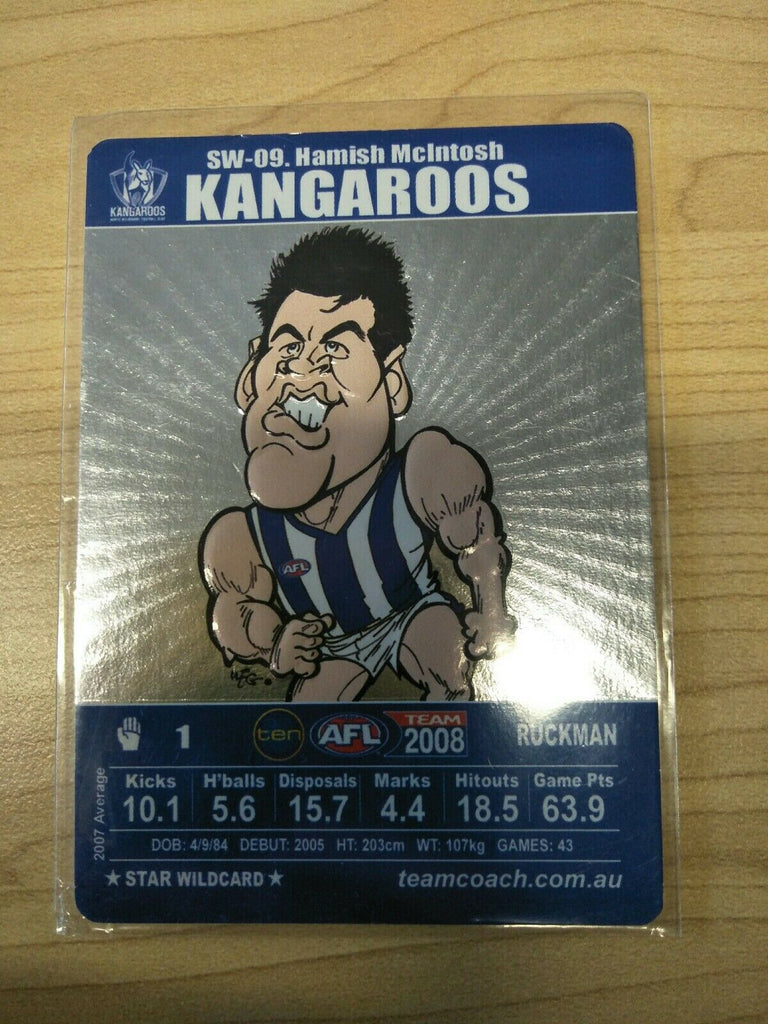 SW-09. Hamish McIntosh
KANGAROOS
KANGAROOS
AFL
1
ten
AFL
TEAM
2008
RUCKMAN
2007 Average
Kicks H'balls Disposals Marks Hitouts Game Pts
10.1 5.6 15.7 4.4 18.5 63.9
DOB: 4/9/84 DEBUT: 2005 HT: 203cm WT: 107kg GAMES: 43
★ STAR WILDCARD ★
teamcoach.com.au